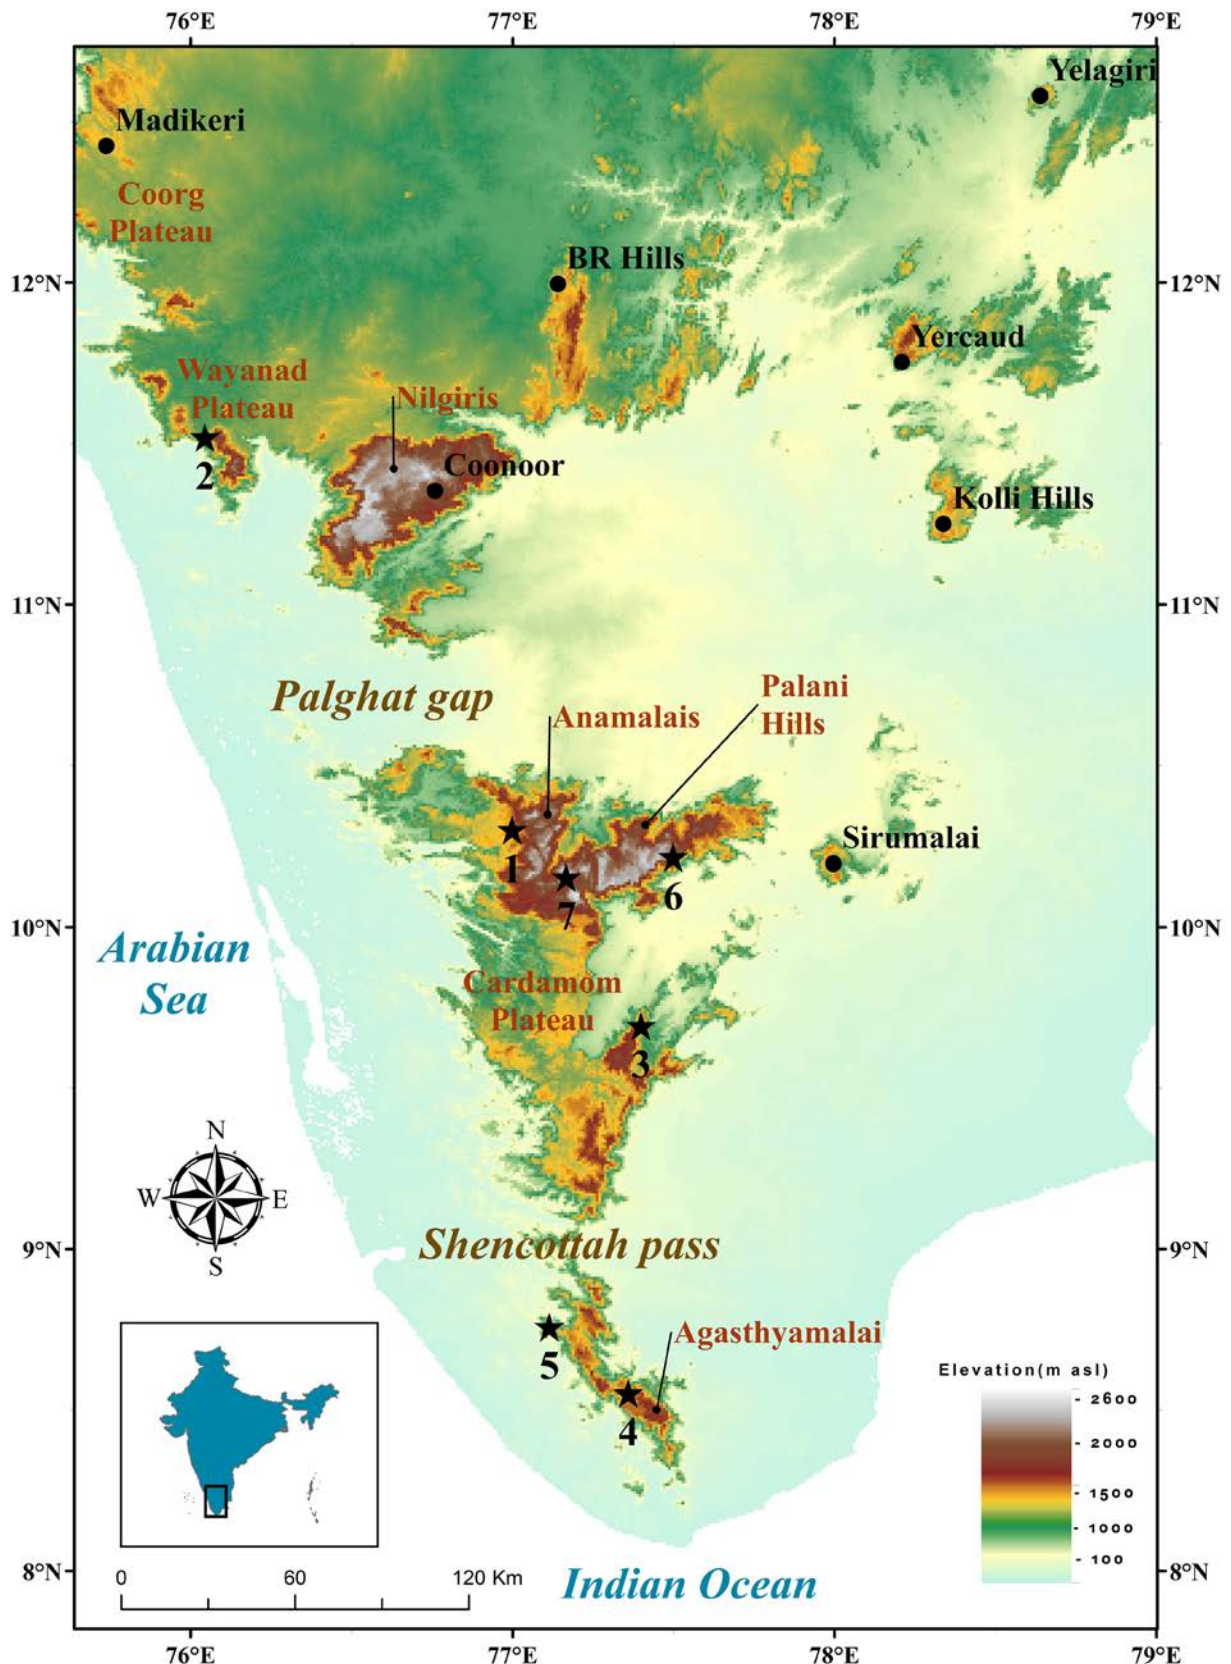 76°E 77°E 78°E 79°E
Yelagiri
Madikeri
Coorg
Plateau
BR Hills
12°N 12°N
Yercaud
Wayanad
Plateau
Nilgiris
2
Coonoor
Kolli Hills
11°N 11°N
Palghat gap
Palani
Hills
Anamalais
Sirumalai
1
6
7
10°N 10°N
Arabian
Sea
Cardamom
Plateau
3
N
W E
S
9°N 9°N
Shencottah pass
Agasthyamalai
5
4
Elevation(m asl)
2600
2000
1500
1000
100
8°N 8°N
0 60 120 Km
Indian Ocean
76°E 77°E 78°E 79°E